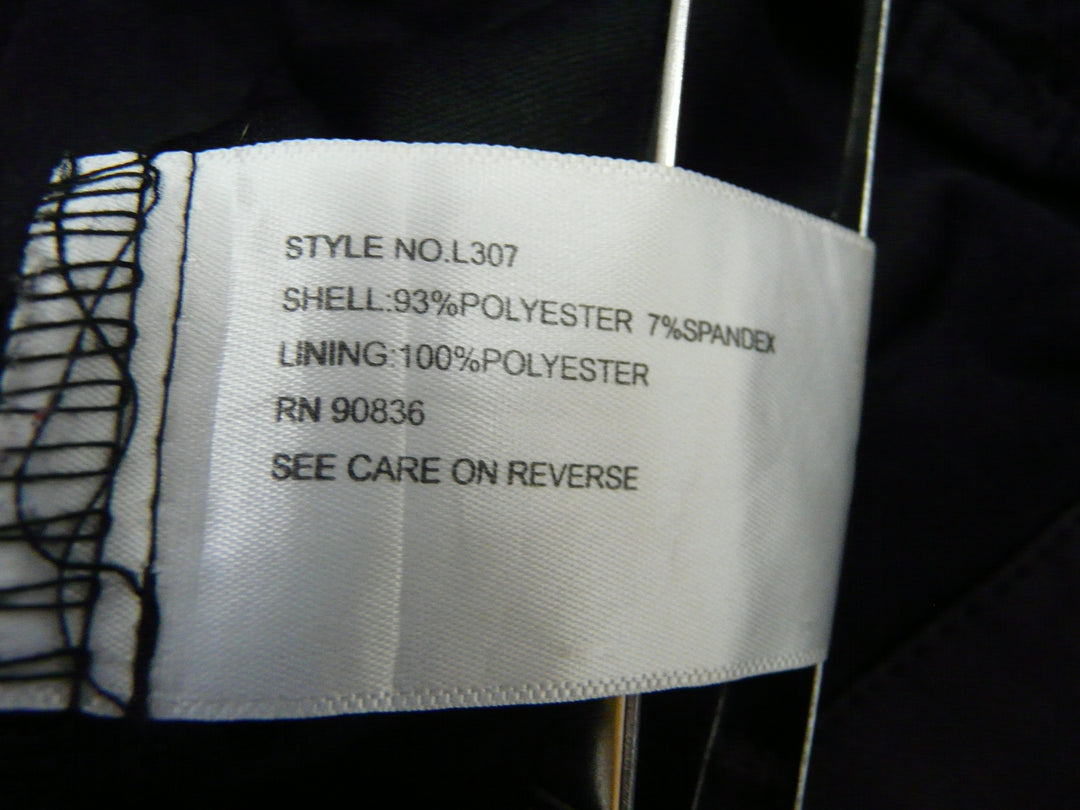 STYLE NO.L307
SHELL:93%POLYESTER 7%SPANDEX
LINING:100%POLYESTER
RN 90836
SEE CARE ON REVERSE